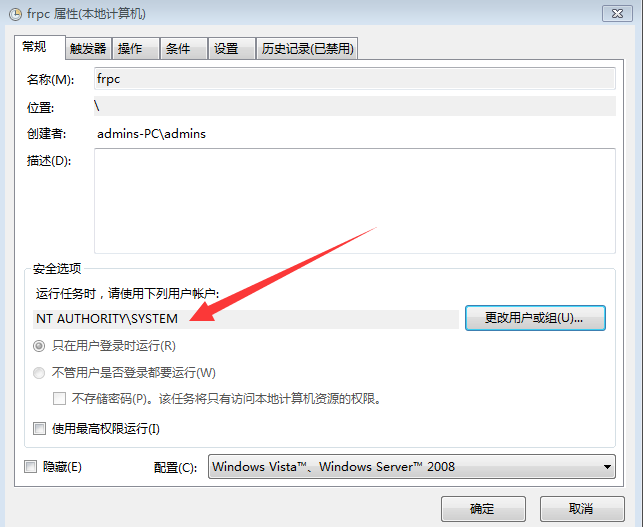 frpc 属性(本地计算机)
常规 触发器 操作 条件 设置 历史记录(已禁用)
名称(M): frpc
位置: \
创建者: admins-PC\admins
描述(D):
安全选项
运行任务时，请使用下列用户帐户:
NT AUTHORITY\SYSTEM 更改用户或组(U)...
只在用户登录时运行(R)
不管用户是否登录都要运行(W)
不存储密码(P)。该任务将只有访问本地计算机资源的权限。
使用最高权限运行(I)
隐藏(E) 配置(C): Windows Vista™、Windows Server™ 2008
确定 取消